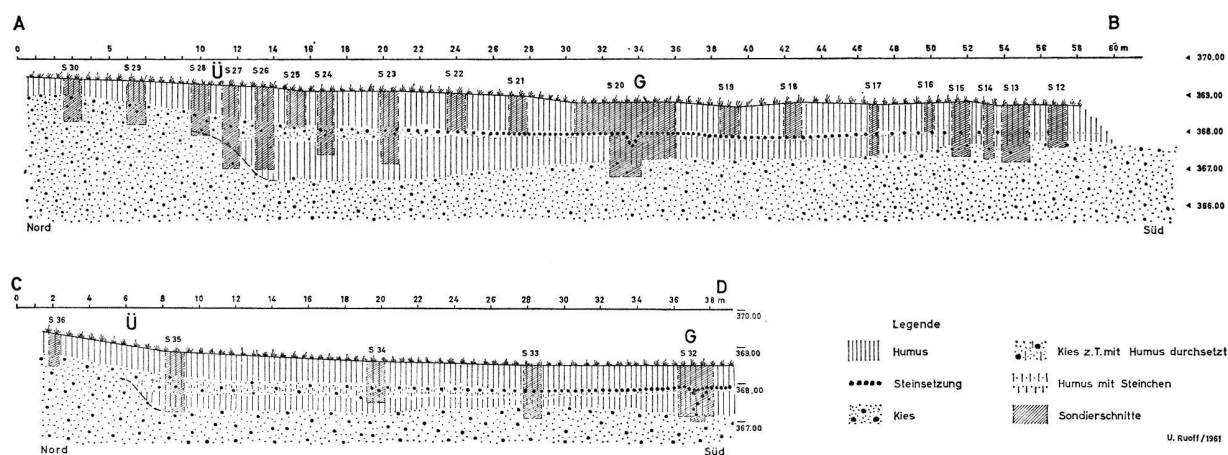 A B
0 5 10 12 14 16 18 20 22 24 26 28 30 32 34 36 38 40 42 44 46 48 50 52 54 56 58 60 m
370.00
S 30 S 29 S 28 Ü S 27 S 26 S 25 S 24 S 23 S 22 S 21 S 20 G S 19 S 18 S 17 S 16 S 15 S 14 S 13 S 12
369.00
368.00
367.00
366.00
Nord Süd
C D
0 2 4 6 8 10 12 14 16 18 20 22 24 26 28 30 32 34 36 38 m
370.00
S 36 Ü S 35 S 34 S 33 S 32 G
369.00
368.00
367.00
Nord Süd
Legende
Humus
Steinsetzung
Kies
Kies z.T. mit Humus durchsetzt
Humus mit Steinchen
Sondierschnitte
U. Ruoff / 1961